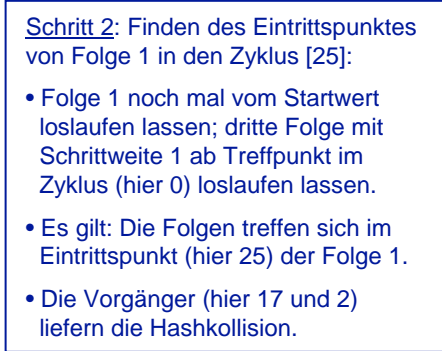 Schritt 2: Finden des Eintrittspunktes
von Folge 1 in den Zyklus [25]:
• Folge 1 noch mal vom Startwert
loslaufen lassen; dritte Folge mit
Schrittweite 1 ab Treffpunkt im
Zyklus (hier 0) loslaufen lassen.
• Es gilt: Die Folgen treffen sich im
Eintrittspunkt (hier 25) der Folge 1.
• Die Vorgänger (hier 17 und 2)
liefern die Hashkollision.